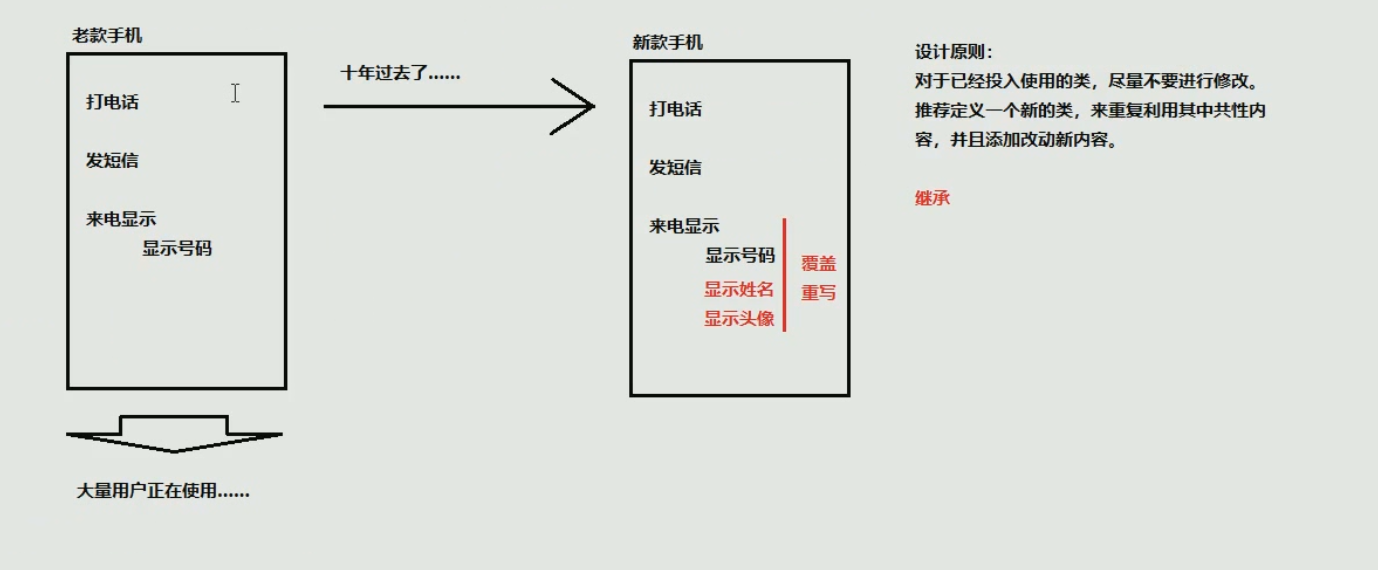 老款手机
打电话
发短信
来电显示
显示号码
大量用户正在使用......
十年过去了......
新款手机
打电话
发短信
来电显示
显示号码
显示姓名
显示头像
覆盖
重写
设计原则：
对于已经投入使用的类，尽量不要进行修改。
推荐定义一个新的类，来重复利用其中共性内
容，并且添加改动新内容。
继承